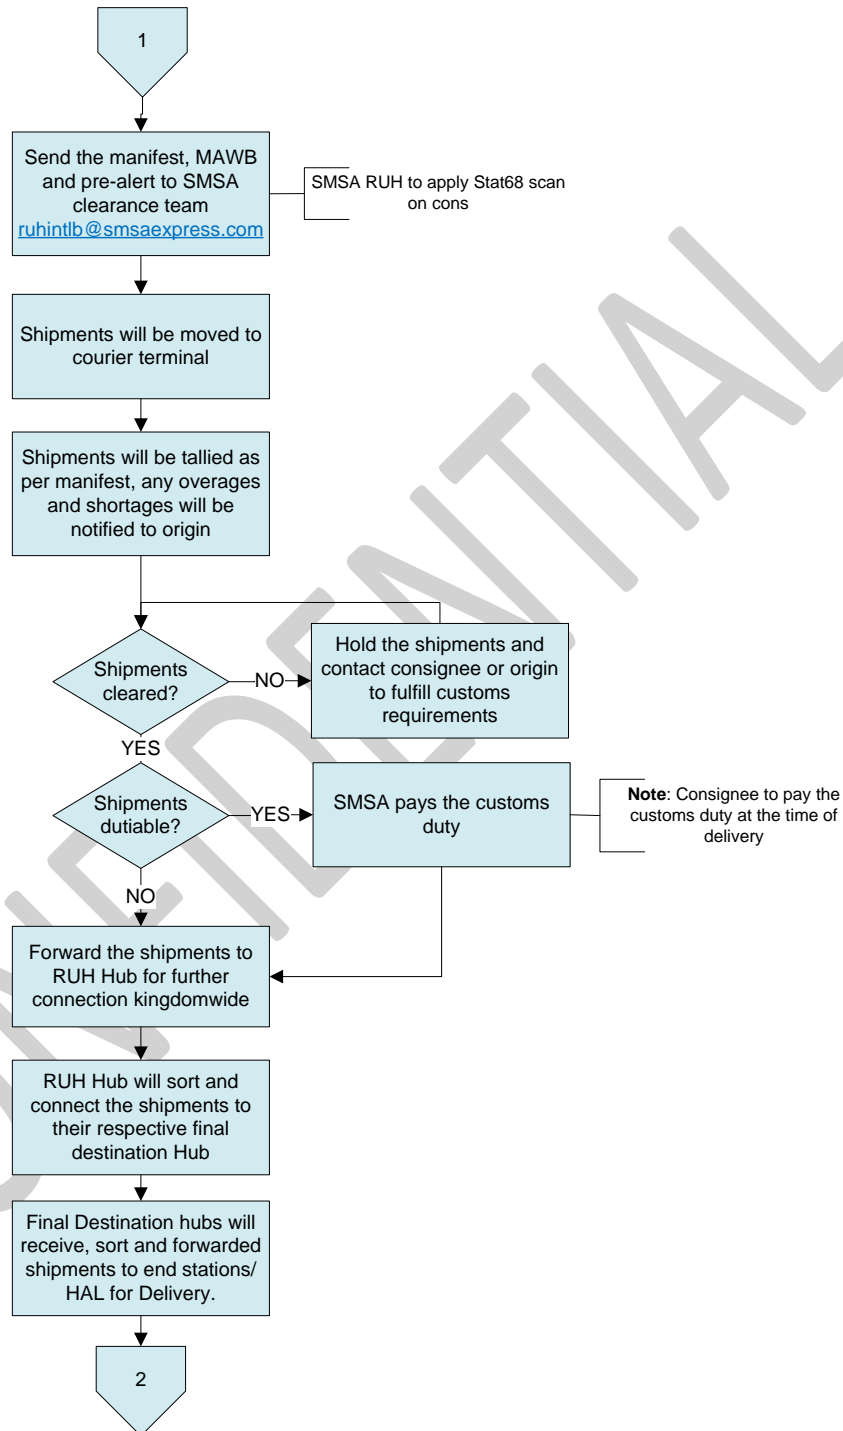 1
Send the manifest, MAWB
and pre-alert to SMSA
clearance team
ruhintlb@smsaexpress.com
SMSA RUH to apply Stat68 scan
on cons
Shipments will be moved to
courier terminal
Shipments will be tallied as
per manifest, any overages
and shortages will be
notified to origin
Shipments
cleared?
NO
Hold the shipments and
contact consignee or origin
to fulfill customs
requirements
YES
Shipments
dutiable?
YES
SMSA pays the customs
duty
Note: Consignee to pay the
customs duty at the time of
delivery
NO
Forward the shipments to
RUH Hub for further
connection kingdomwide
RUH Hub will sort and
connect the shipments to
their respective final
destination Hub
Final Destination hubs will
receive, sort and forwarded
shipments to end stations/
HAL for Delivery.
2
ONFIDENTIAL